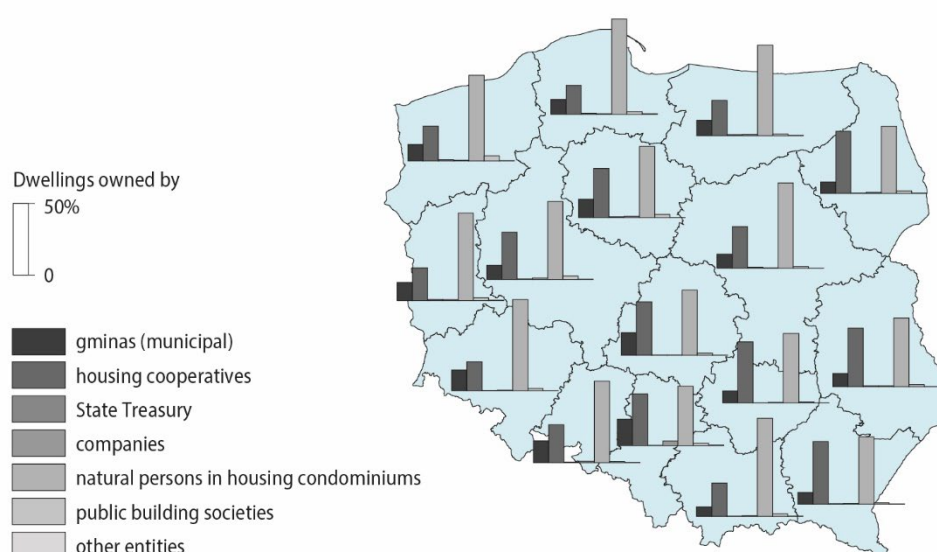 Dwellings owned by
50%
0
gminas (municipal)
housing cooperatives
State Treasury
companies
natural persons in housing condominiums
public building societies
other entities